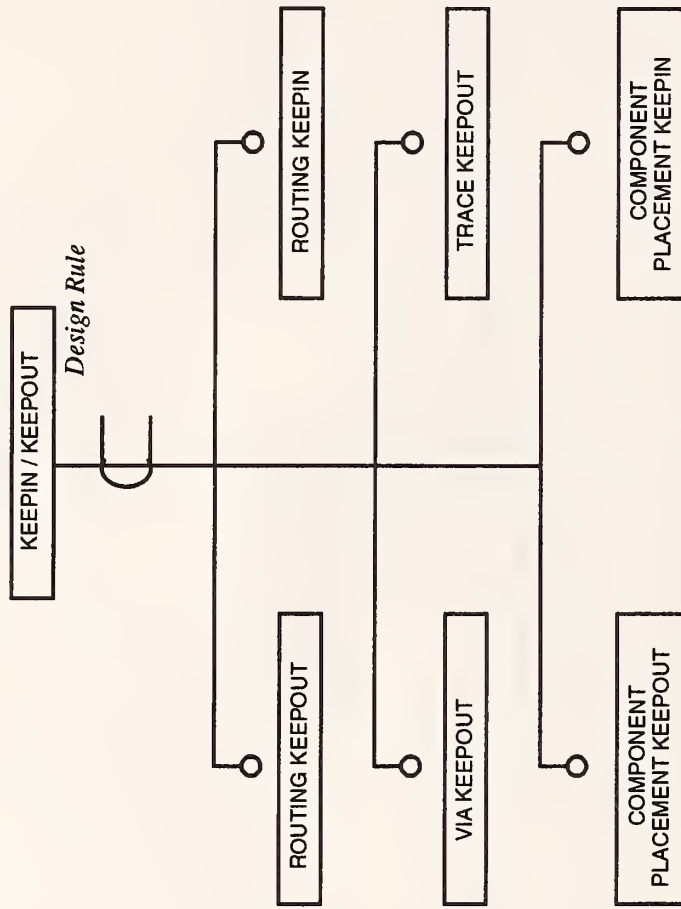 KEEPIN / KEEPOUT
Design Rule
ROUTING KEEPOUT
ROUTING KEEPIN
VIA KEEPOUT
TRACE KEEPOUT
COMPONENT
PLACEMENT KEEPOUT
COMPONENT
PLACEMENT KEEPIN